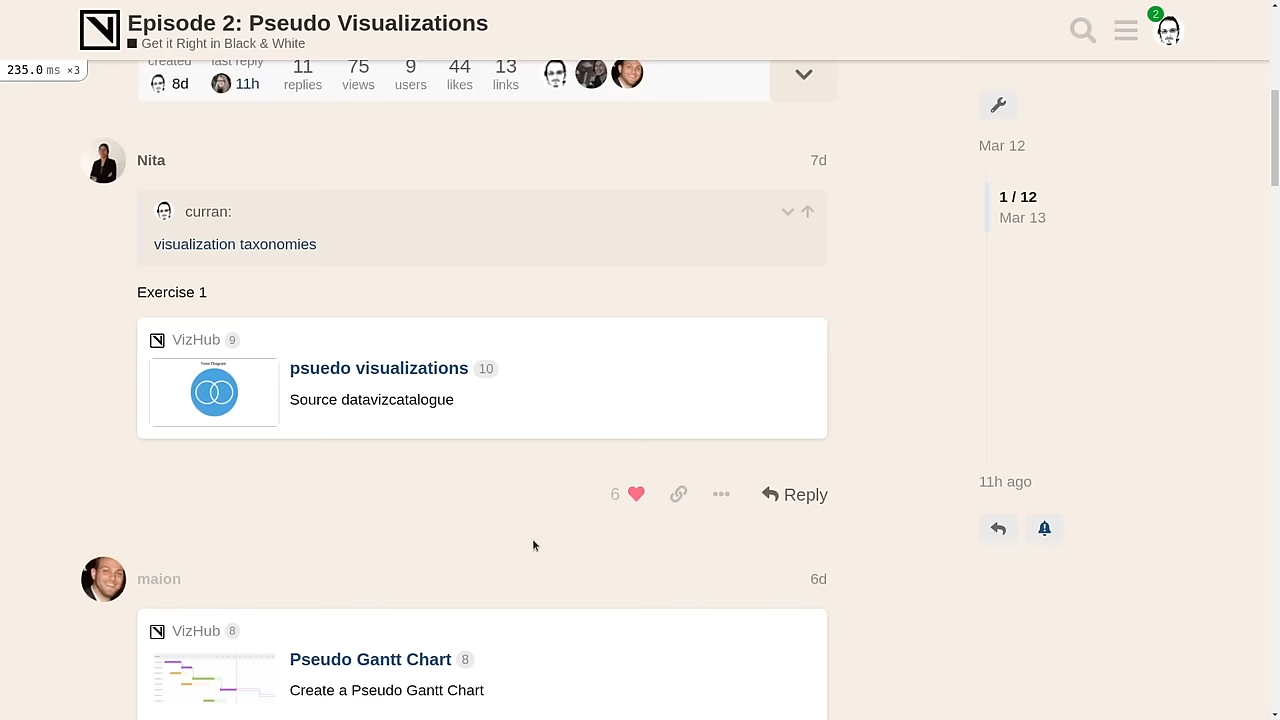 Episode 2: Pseudo Visualizations
Get it Right in Black & White
2
235.0 ms ×3
created
last reply
11
75
9
44
13
8d
11h
replies
views
users
likes
links
Mar 12
Nita
7d
curran:
visualization taxonomies
1 / 12
Mar 13
Exercise 1
VizHub 9
Venn Diagram
psuedo visualizations 10
Source datavizcatalogue
11h ago
6
Reply
maion
6d
VizHub 8
Pseudo Gantt Chart 8
Create a Pseudo Gantt Chart